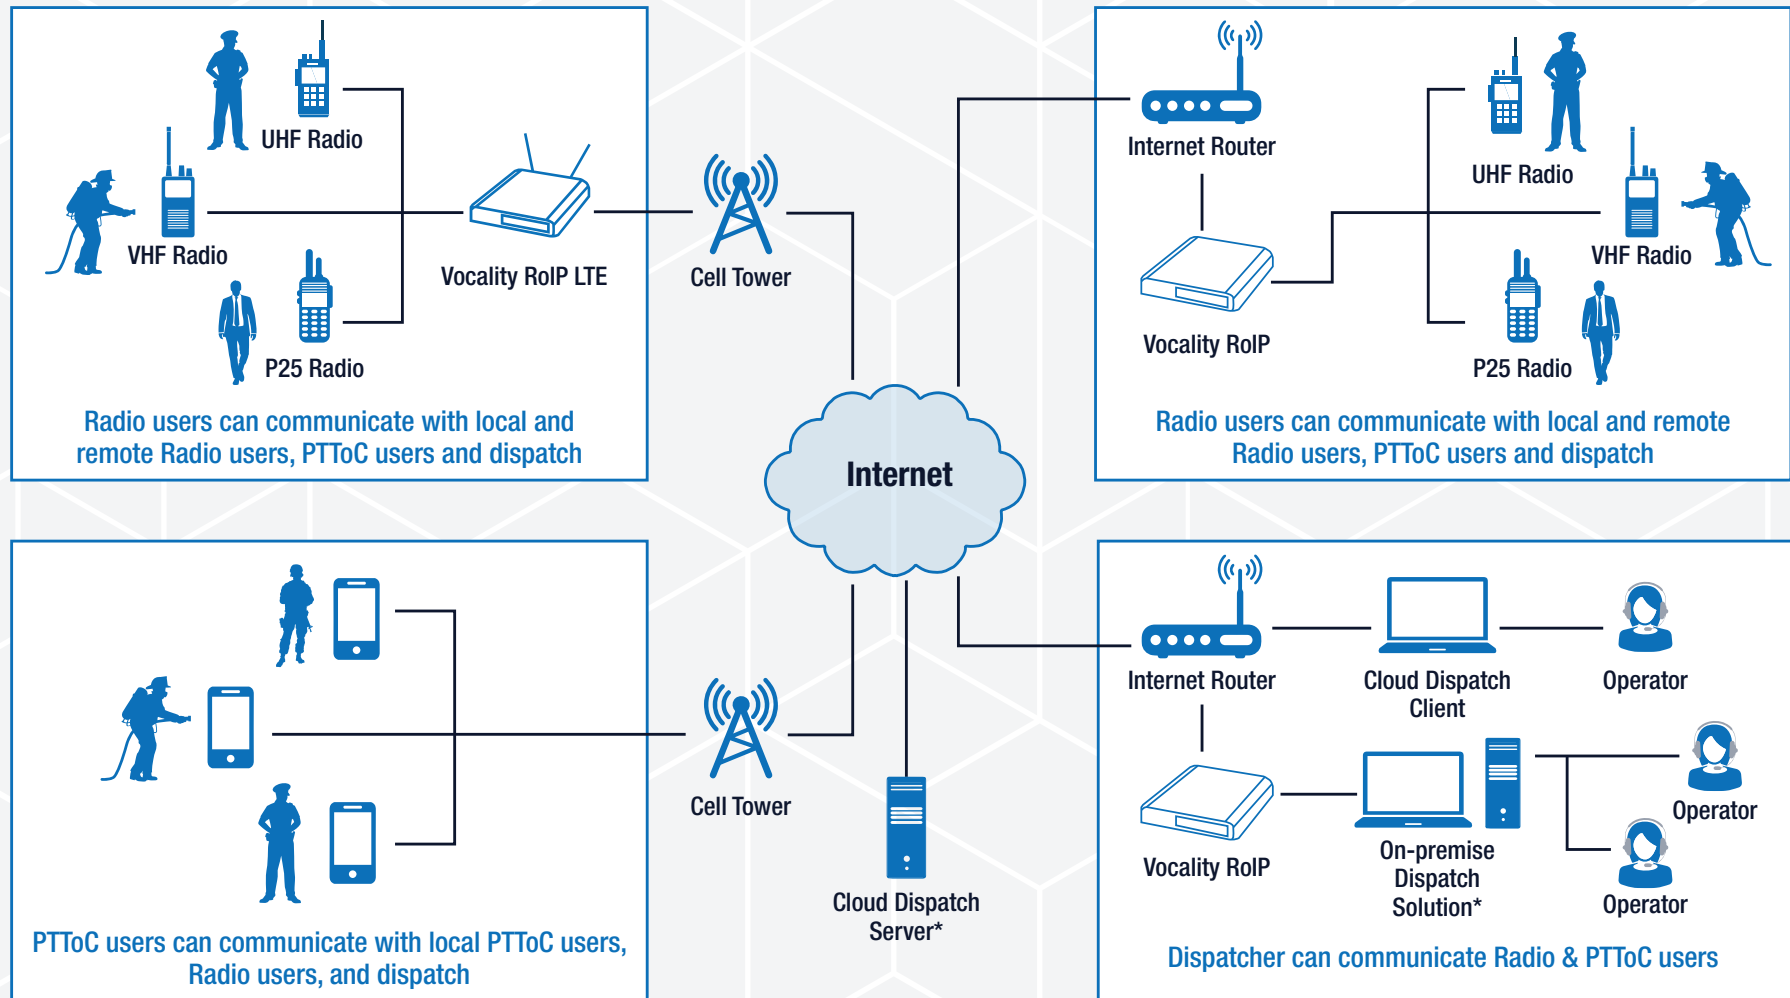 UHF Radio
VHF Radio
P25 Radio
Vocality RoIP LTE
Radio users can communicate with local and
remote Radio users, PTToC users and dispatch
Cell Tower
Internet Router
Vocality RoIP
UHF Radio
VHF Radio
P25 Radio
Radio users can communicate with local and remote
Radio users, PTToC users and dispatch
Internet
PTToC users can communicate with local PTToC users,
Radio users, and dispatch
Cell Tower
Cloud Dispatch
Server*
Internet Router
Cloud Dispatch
Client
Operator
Vocality RoIP
On-premise
Dispatch
Solution*
Operator
Operator
Dispatcher can communicate Radio & PTToC users